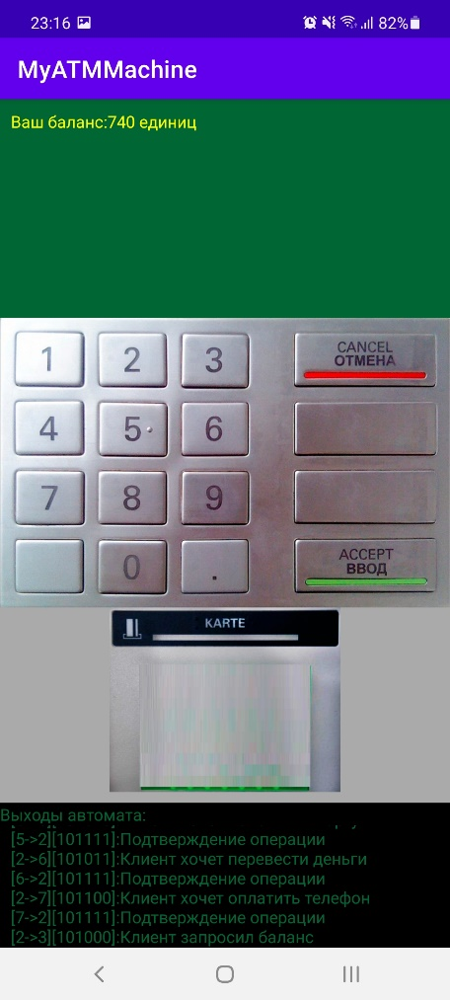 23:16
82%
MyATMMachine
Ваш баланс:740 единиц
1 2 3 CANCEL
ОТМЕНА
4 5 6
7 8 9
0 . ACCEPT
ВВОД
KARTE
Выходы автомата:
[5->2][101111]:Подтверждение операции
[2->6][101011]:Клиент хочет перевести деньги
[6->2][101111]:Подтверждение операции
[2->7][101100]:Клиент хочет оплатить телефон
[7->2][101111]:Подтверждение операции
[2->3][101000]:Клиент запросил баланс